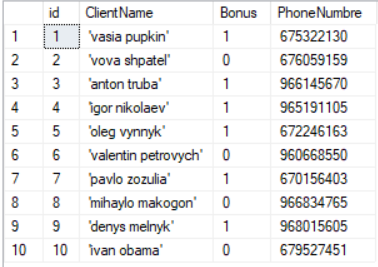 id ClientName Bonus PhoneNumbre
1 1 'vasia pupkin' 1 675322130
2 2 'vova shpatel' 0 676059159
3 3 'anton truba' 1 966145670
4 4 'igor nikolaev' 1 965191105
5 5 'oleg vynnyk' 1 672246163
6 6 'valentin petrovych' 0 960668550
7 7 'pavlo zozulia' 1 670156403
8 8 'mihaylo makogon' 0 966834765
9 9 'denys melnyk' 1 968015605
10 10 'ivan obama' 0 679527451